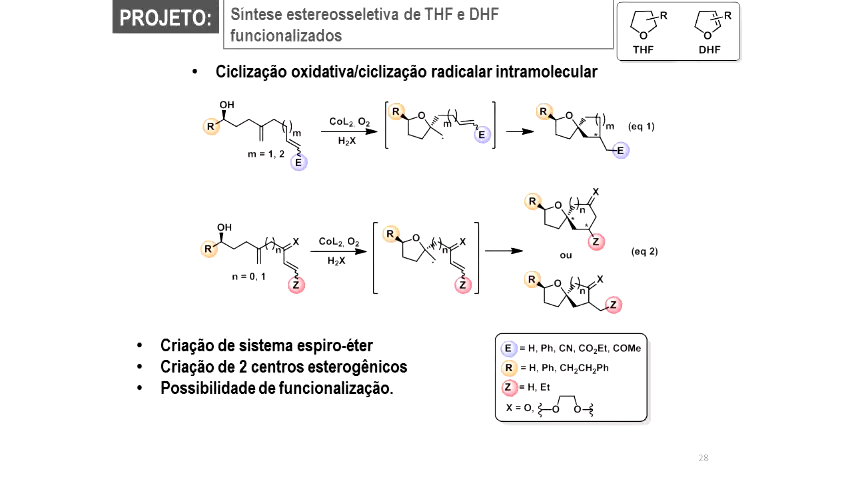 PROJETO:
Síntese estereosseletiva de THF e DHF
funcionalizados
R
R
O
O
THF
DHF
• Ciclização oxidativa/ciclização radicalar intramolecular
OH
R
m
E
m = 1, 2
CoL2, O2
H2X
R
O
m
E
R
O
m
E
(eq 1)
OH
R
n
X
Z
n = 0, 1
CoL2, O2
H2X
R
O
n
X
Z
R
O
n
X
Z
ou
(eq 2)
R
O
n
X
Z
• Criação de sistema espiro-éter
• Criação de 2 centros esterogênicos
• Possibilidade de funcionalização.
E = H, Ph, CN, CO2Et, COMe
R = H, Ph, CH2CH2Ph
Z = H, Et
X = O, O O
28